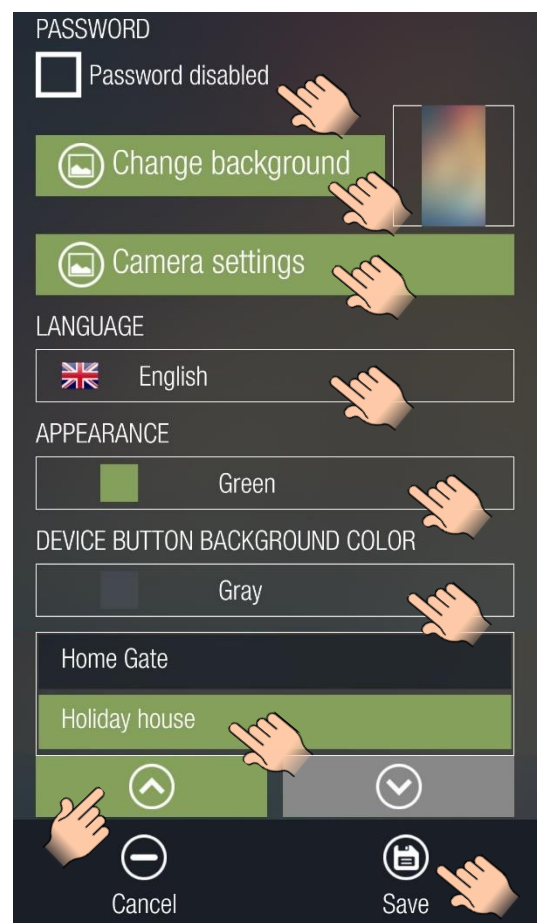 PASSWORD
Password disabled
Change background
Camera settings
LANGUAGE
English
APPEARANCE
Green
DEVICE BUTTON BACKGROUND COLOR
Gray
Home Gate
Holiday house
Cancel
Save